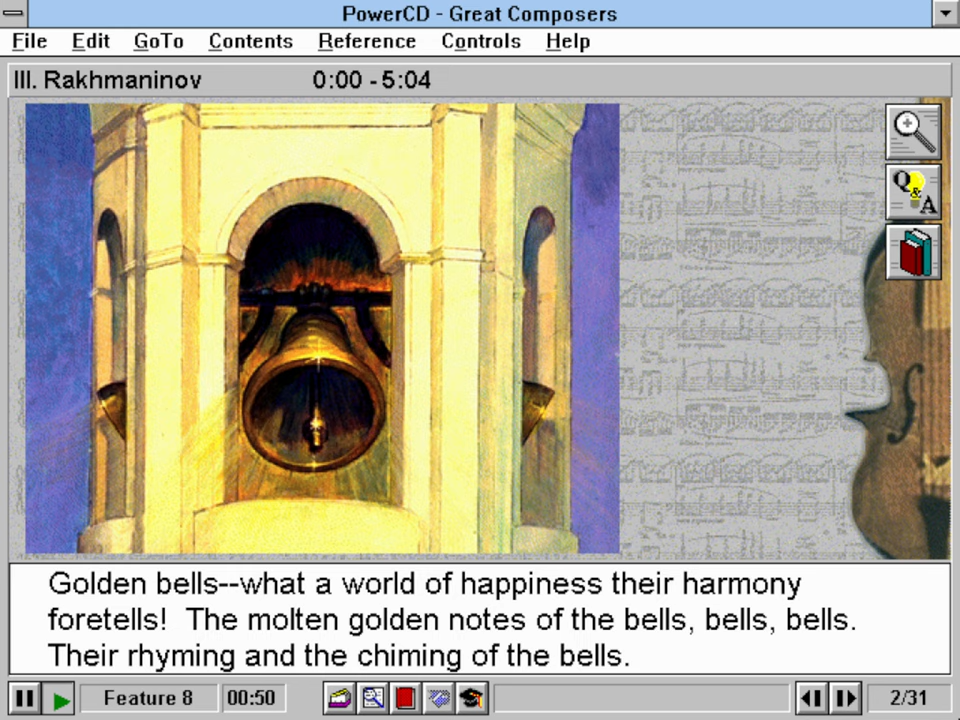 PowerCD - Great Composers
File Edit GoTo Contents Reference Controls Help
III. Rakhmaninov 0:00 - 5:04
Q & A
Golden bells--what a world of happiness their harmony
foretells! The molten golden notes of the bells, bells, bells.
Their rhyming and the chiming of the bells.
Feature 8 00:50 2/31